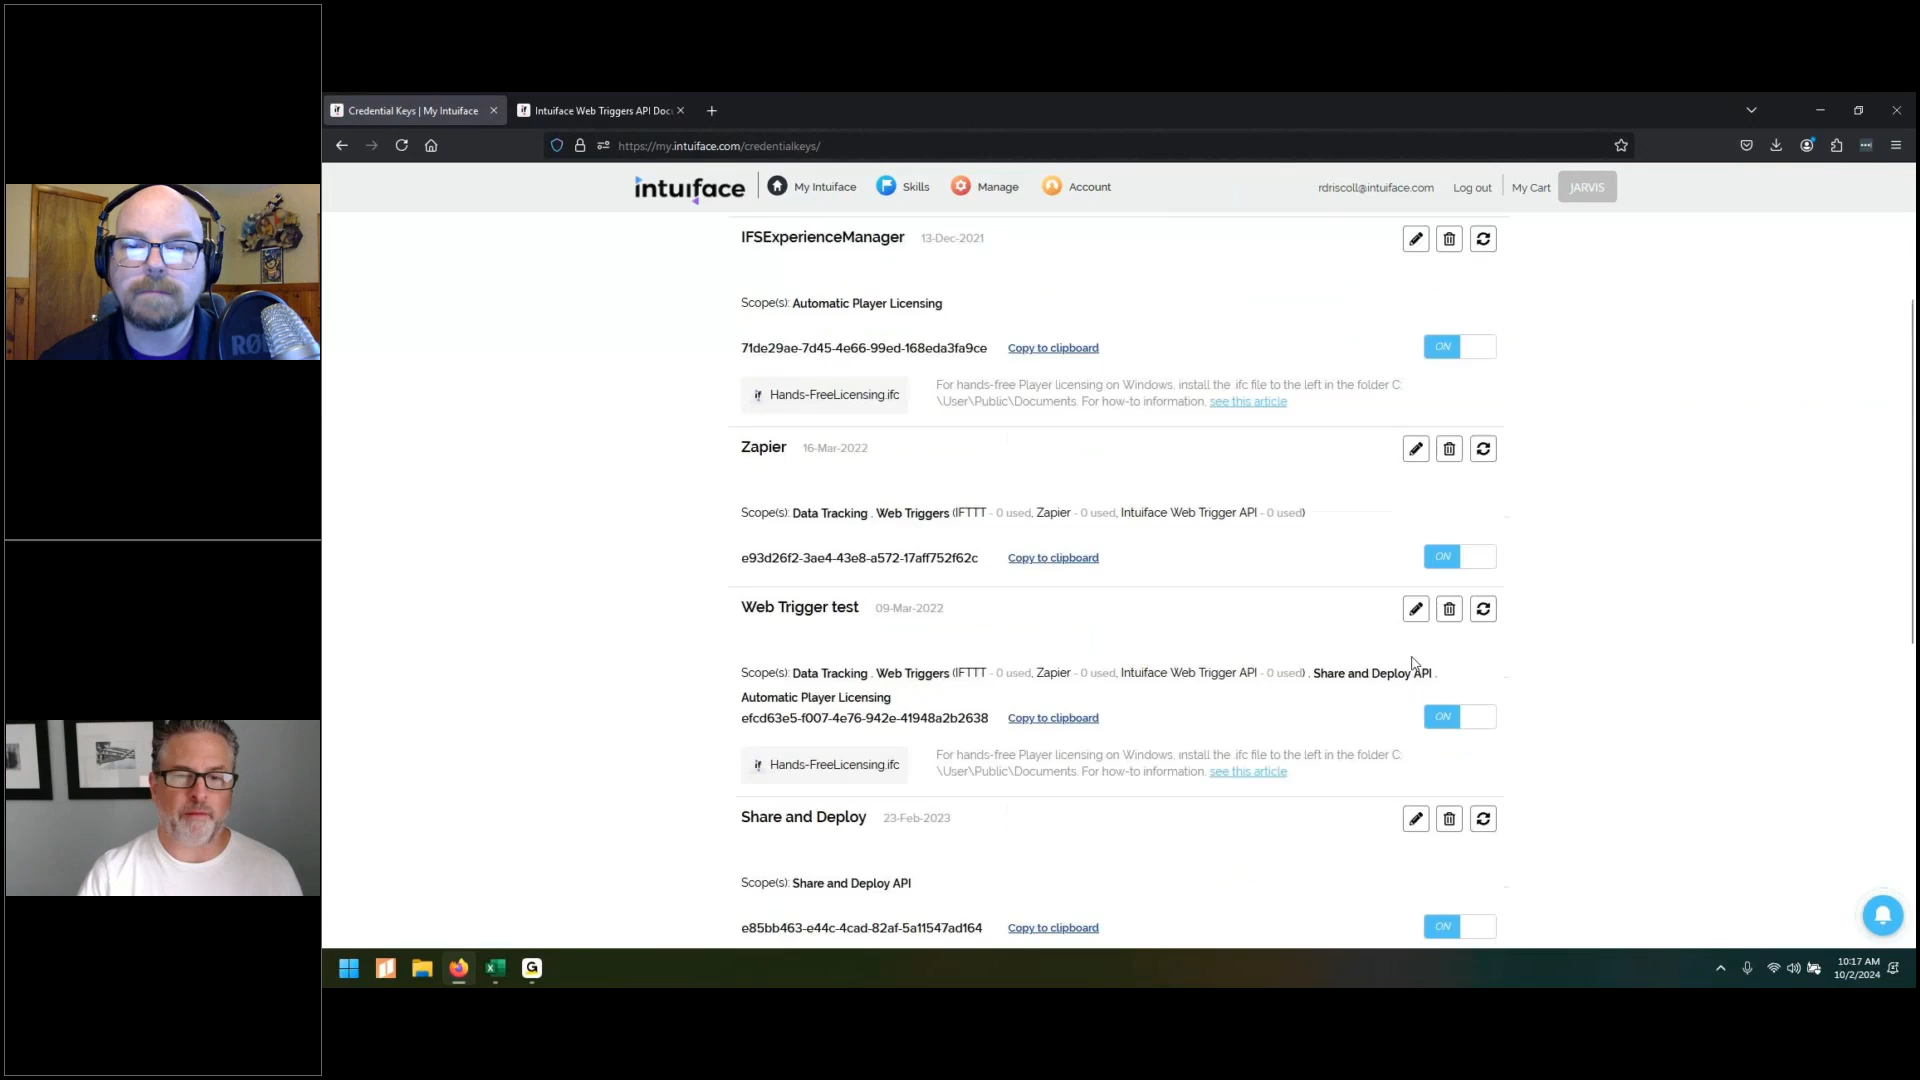 Credential Keys | My Intuiface
Intuiface Web Triggers API Doc
https://my.intuiface.com/credentialkeys/
intuıface
My Intuiface
Skills
Manage
Account
rdriscoll@intuiface.com
Log out
My Cart
JARVIS
IFSExperienceManager 13-Dec-2021
Scope(s): Automatic Player Licensing
71de29ae-7d45-4e66-99ed-168eda3fa9ce Copy to clipboard ON
Hands-FreeLicensing.ifc
For hands-free Player licensing on Windows, install the .ifc file to the left in the folder C:
\User\Public\Documents. For how-to information, see this article
Zapier 16-Mar-2022
Scope(s): Data Tracking , Web Triggers (IFTTT - 0 used, Zapier - 0 used, Intuiface Web Trigger API - 0 used)
e93d26f2-3ae4-43e8-a572-17aff752f62c Copy to clipboard ON
Web Trigger test 09-Mar-2022
Scope(s): Data Tracking , Web Triggers (IFTTT - 0 used, Zapier - 0 used, Intuiface Web Trigger API - 0 used) , Share and Deploy API ,
Automatic Player Licensing
efcd63e5-f007-4e76-942e-41948a2b2638 Copy to clipboard ON
Hands-FreeLicensing.ifc
For hands-free Player licensing on Windows, install the .ifc file to the left in the folder C:
\User\Public\Documents. For how-to information, see this article
Share and Deploy 23-Feb-2023
Scope(s): Share and Deploy API
e85bb463-e44c-4cad-82af-5a11547ad164 Copy to clipboard ON
10:17 AM
10/2/2024